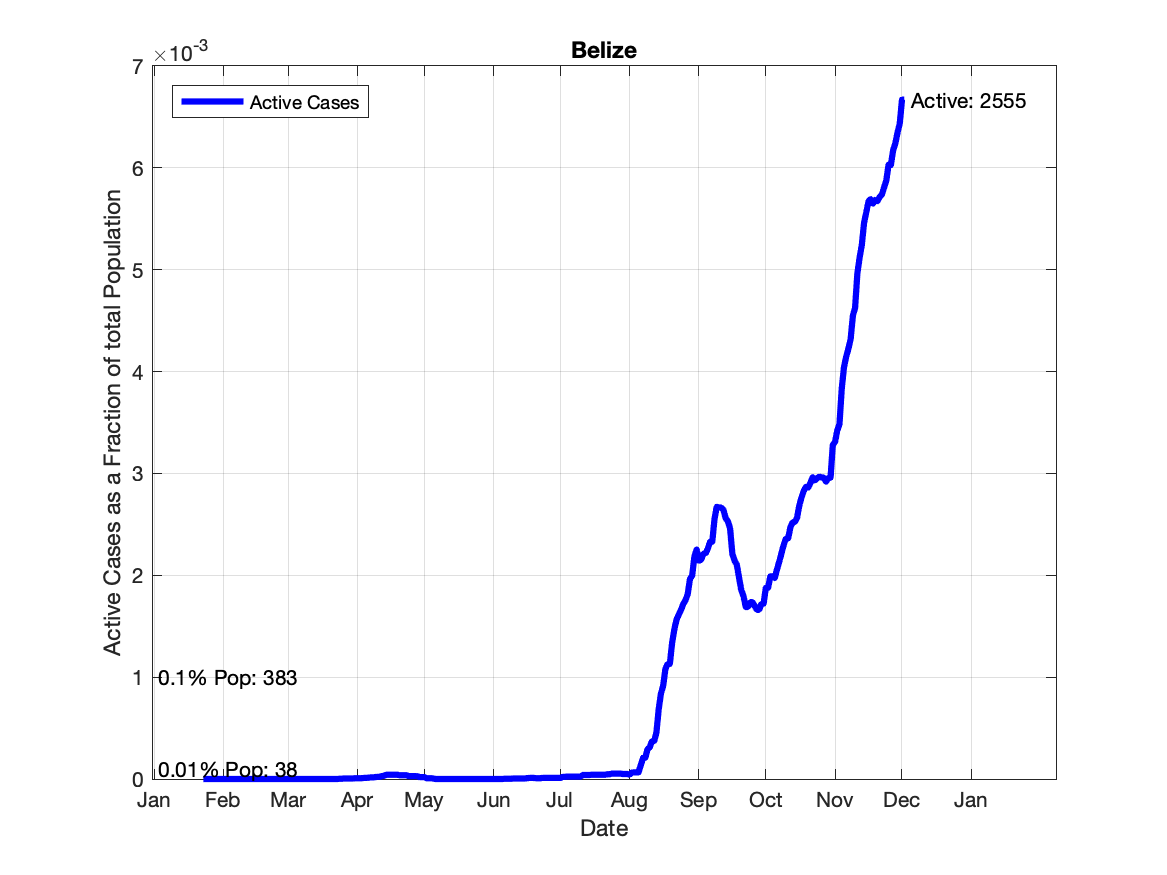 Belize
×10⁻³
7
6
5
4
3
2
1
0
Active Cases as a Fraction of total Population
Active Cases
Active: 2555
0.1% Pop: 383
0.01% Pop: 38
Jan Feb Mar Apr May Jun Jul Aug Sep Oct Nov Dec Jan
Date